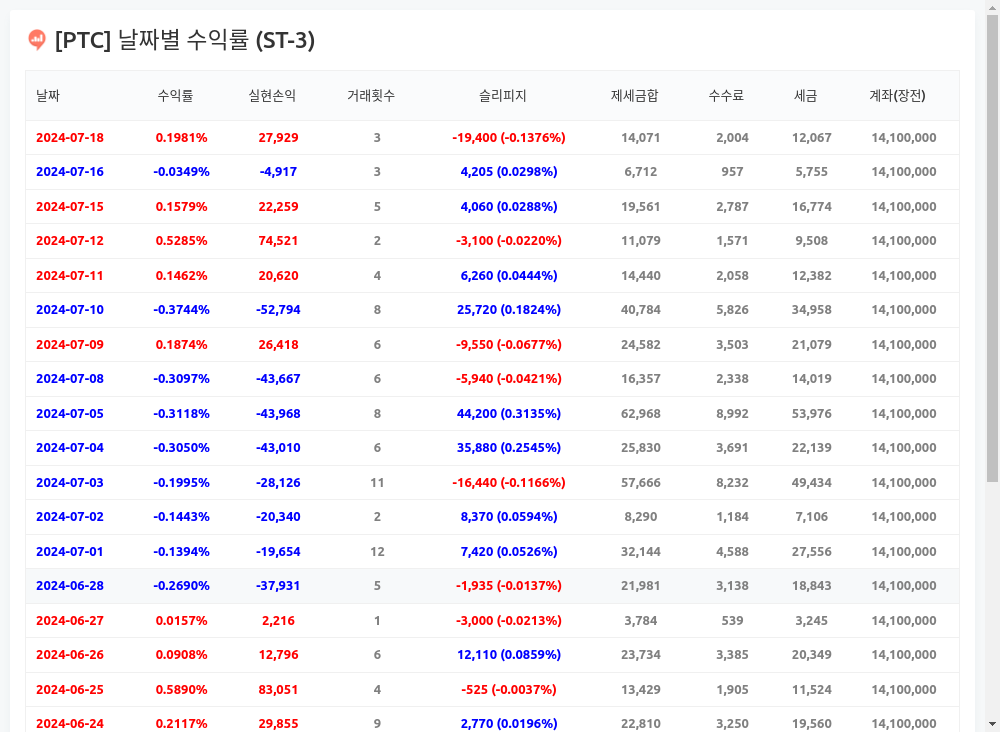 [PTC] 날짜별 수익률 (ST-3)
날짜 수익률 실현손익 거래횟수 슬리피지 제세금합 수수료 세금 계좌(장전)
2024-07-18 0.1981% 27,929 3 -19,400 (-0.1376%) 14,071 2,004 12,067 14,100,000
2024-07-16 -0.0349% -4,917 3 4,205 (0.0298%) 6,712 957 5,755 14,100,000
2024-07-15 0.1579% 22,259 5 4,060 (0.0288%) 19,561 2,787 16,774 14,100,000
2024-07-12 0.5285% 74,521 2 -3,100 (-0.0220%) 11,079 1,571 9,508 14,100,000
2024-07-11 0.1462% 20,620 4 6,260 (0.0444%) 14,440 2,058 12,382 14,100,000
2024-07-10 -0.3744% -52,794 8 25,720 (0.1824%) 40,784 5,826 34,958 14,100,000
2024-07-09 0.1874% 26,418 6 -9,550 (-0.0677%) 24,582 3,503 21,079 14,100,000
2024-07-08 -0.3097% -43,667 6 -5,940 (-0.0421%) 16,357 2,338 14,019 14,100,000
2024-07-05 -0.3118% -43,968 8 44,200 (0.3135%) 62,968 8,992 53,976 14,100,000
2024-07-04 -0.3050% -43,010 6 35,880 (0.2545%) 25,830 3,691 22,139 14,100,000
2024-07-03 -0.1995% -28,126 11 -16,440 (-0.1166%) 57,666 8,232 49,434 14,100,000
2024-07-02 -0.1443% -20,340 2 8,370 (0.0594%) 8,290 1,184 7,106 14,100,000
2024-07-01 -0.1394% -19,654 12 7,420 (0.0526%) 32,144 4,588 27,556 14,100,000
2024-06-28 -0.2690% -37,931 5 -1,935 (-0.0137%) 21,981 3,138 18,843 14,100,000
2024-06-27 0.0157% 2,216 1 -3,000 (-0.0213%) 3,784 539 3,245 14,100,000
2024-06-26 0.0908% 12,796 6 12,110 (0.0859%) 23,734 3,385 20,349 14,100,000
2024-06-25 0.5890% 83,051 4 -525 (-0.0037%) 13,429 1,905 11,524 14,100,000
2024-06-24 0.2117% 29,855 9 2,770 (0.0196%) 22,810 3,250 19,560 14,100,000